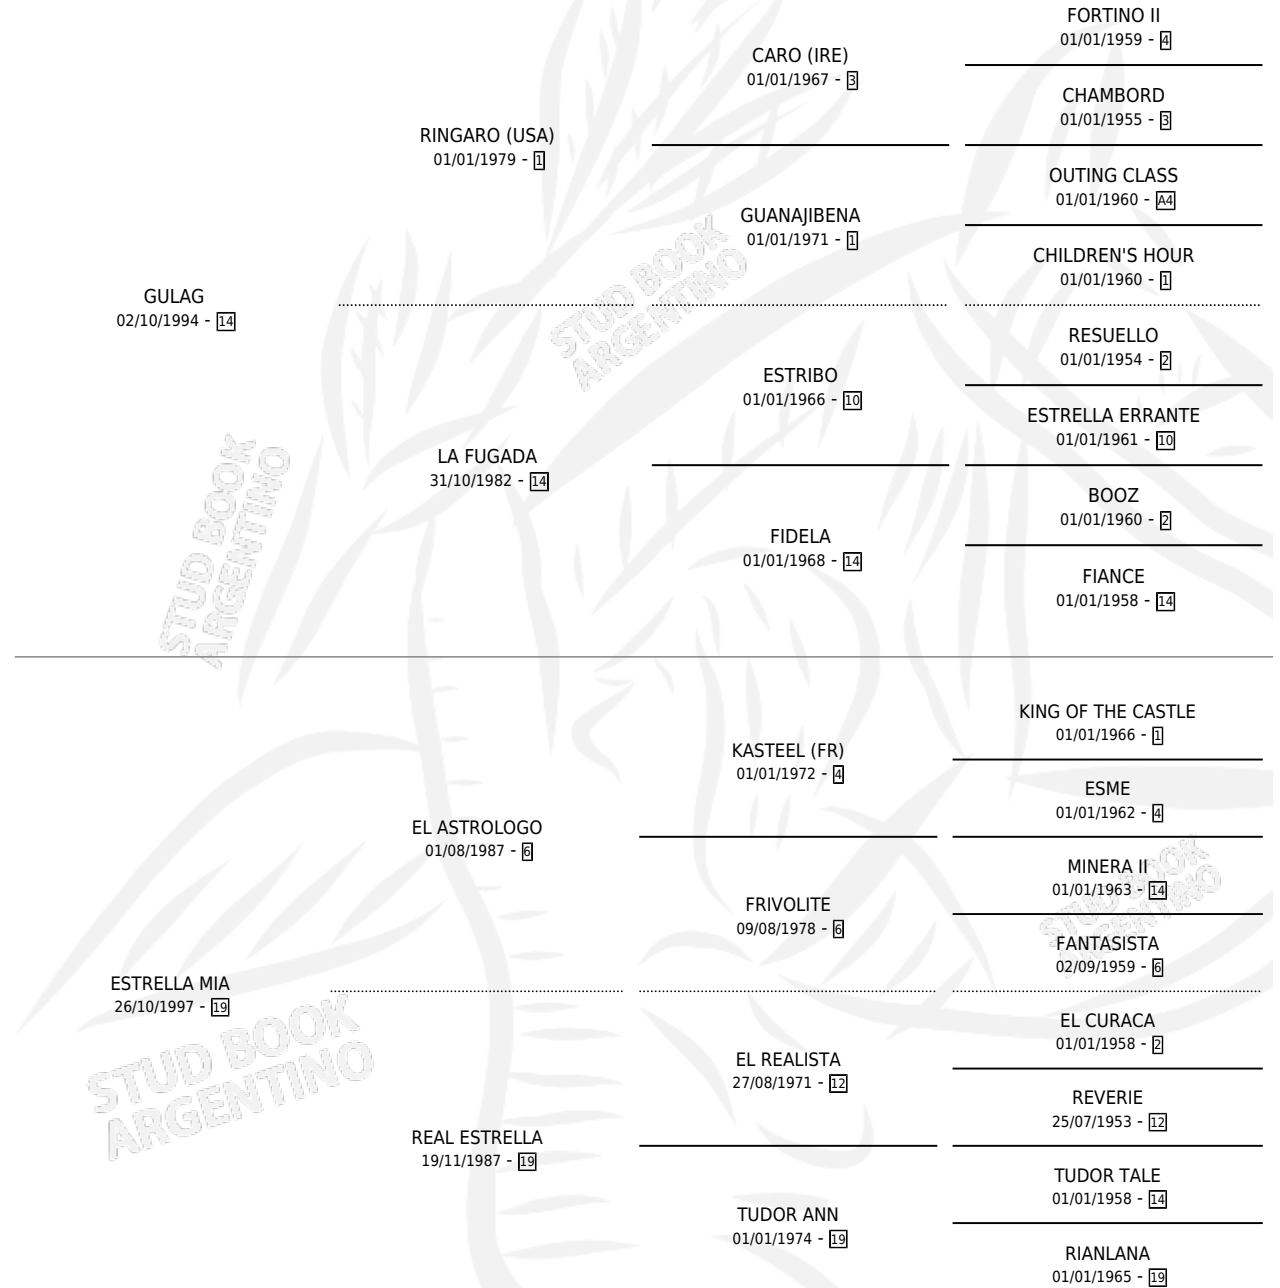 FORTINO II
01/01/1959 - 4
CARO (IRE)
01/01/1967 - 3
CHAMBORD
01/01/1955 - 3
RINGARO (USA)
01/01/1979 - 1
OUTING CLASS
01/01/1960 - A4
GUANAJIBENA
01/01/1971 - 1
CHILDREN'S HOUR
01/01/1960 - 1
GULAG
02/10/1994 - 14
RESUELLO
01/01/1954 - 2
ESTRIBO
01/01/1966 - 10
ESTRELLA ERRANTE
01/01/1961 - 10
LA FUGADA
31/10/1982 - 14
BOOZ
01/01/1960 - 2
FIDELA
01/01/1968 - 14
FIANCE
01/01/1958 - 14
STUD BOOK
ARGENTINO
STUD BOOK
ARGENTINO
KING OF THE CASTLE
01/01/1966 - 1
KASTEEL (FR)
01/01/1972 - 4
ESME
01/01/1962 - 4
EL ASTROLOGO
01/08/1987 - 6
MINERA II
01/01/1963 - 14
FRIVOLITE
09/08/1978 - 6
FANTASISTA
02/09/1959 - 6
STUD BOOK
ARGENTINO
ESTRELLA MIA
26/10/1997 - 19
EL CURACA
01/01/1958 - 2
EL REALISTA
27/08/1971 - 12
REVERIE
25/07/1953 - 12
STUD BOOK
ARGENTINO
REAL ESTRELLA
19/11/1987 - 19
TUDOR TALE
01/01/1958 - 14
TUDOR ANN
01/01/1974 - 19
RIANLANA
01/01/1965 - 19